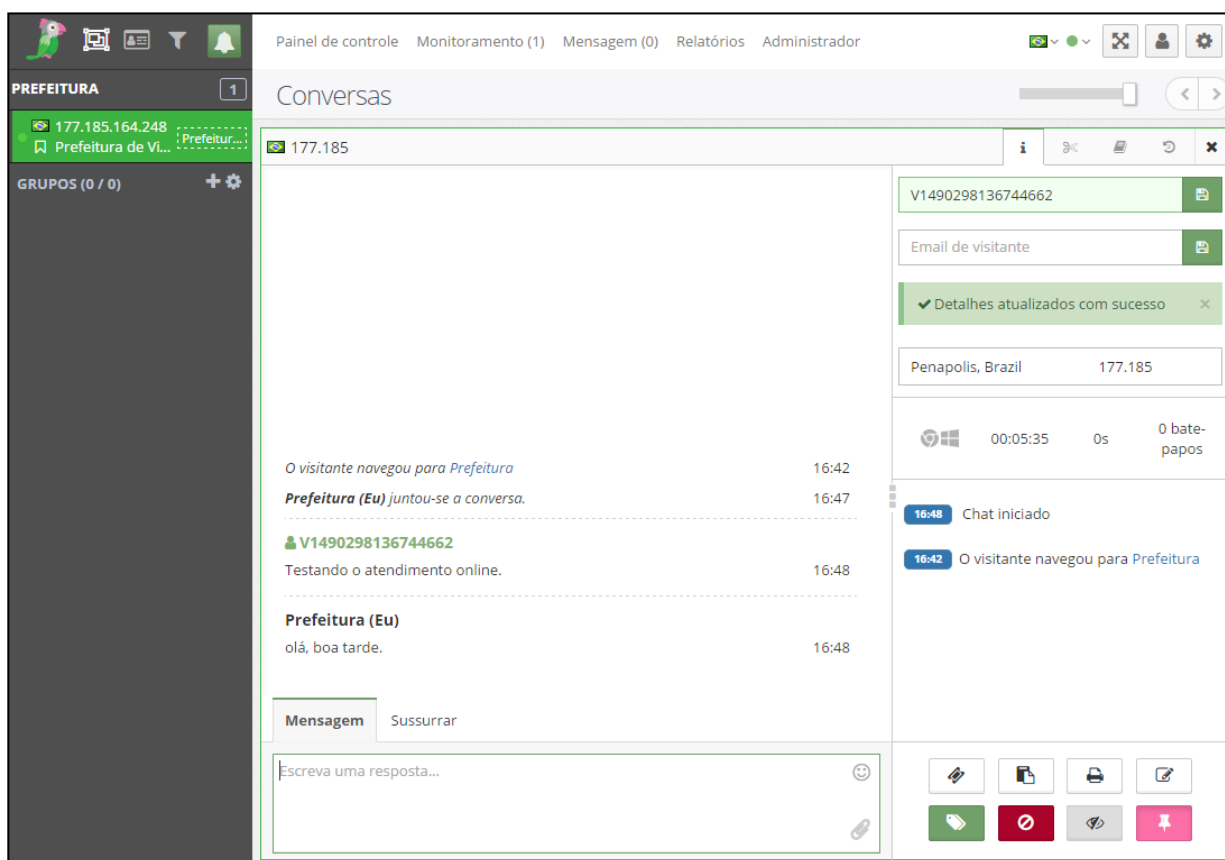 Painel de controle Monitoramento (1) Mensagem (0) Relatórios Administrador
PREFEITURA 1
Conversas
177.185.164.248
Prefeitura de Vi... Prefeitur...
GRUPOS (0 / 0)
177.185
V1490298136744662
Email de visitante
Detalhes atualizados com sucesso
Penapolis, Brazil 177.185
00:05:35 0s 0 bate-
papos
O visitante navegou para Prefeitura 16:42
Prefeitura (Eu) juntou-se a conversa. 16:47
V1490298136744662
Testando o atendimento online. 16:48
Prefeitura (Eu)
olá, boa tarde. 16:48
16:48 Chat iniciado
16:42 O visitante navegou para Prefeitura
Mensagem Sussurrar
Escreva uma resposta...